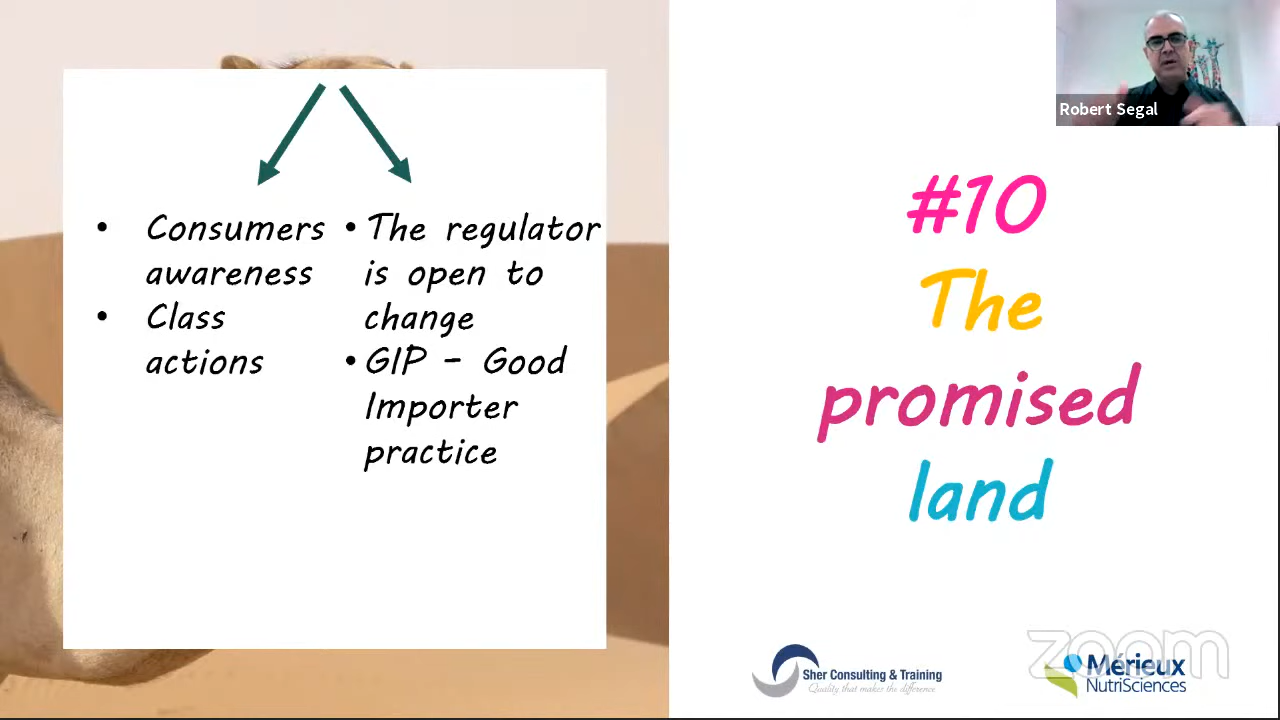 Robert Segal
• Consumers
awareness
• Class
actions
• The regulator
is open to
change
• GIP – Good
Importer
practice
#10
The
promised
land
Sher Consulting & Training
Quality that makes the difference
Mérieux
NutriSciences
zoom